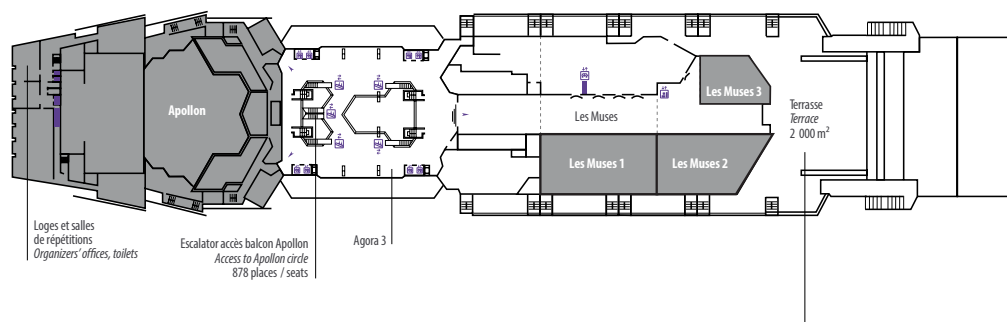 Apollon
Les Muses
Les Muses 3
Les Muses 1
Les Muses 2
Terrasse
Terrace
2 000 m²
Loges et salles
de répétitions
Organizers' offices, toilets
Escalator accès balcon Apollon
Access to Apollon circle
878 places / seats
Agora 3